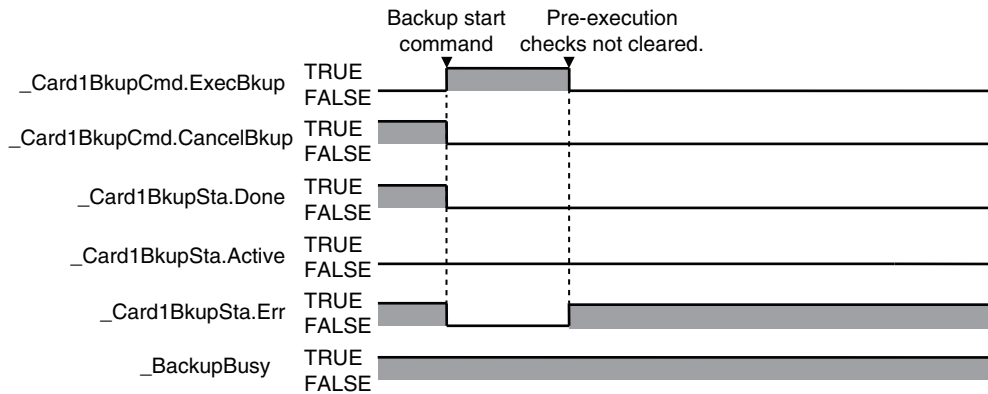 Backup start
command
Pre-execution
checks not cleared.
_Card1BkupCmd.ExecBkup
TRUE
FALSE
_Card1BkupCmd.CancelBkup
TRUE
FALSE
_Card1BkupSta.Done
TRUE
FALSE
_Card1BkupSta.Active
TRUE
FALSE
_Card1BkupSta.Err
TRUE
FALSE
_BackupBusy
TRUE
FALSE